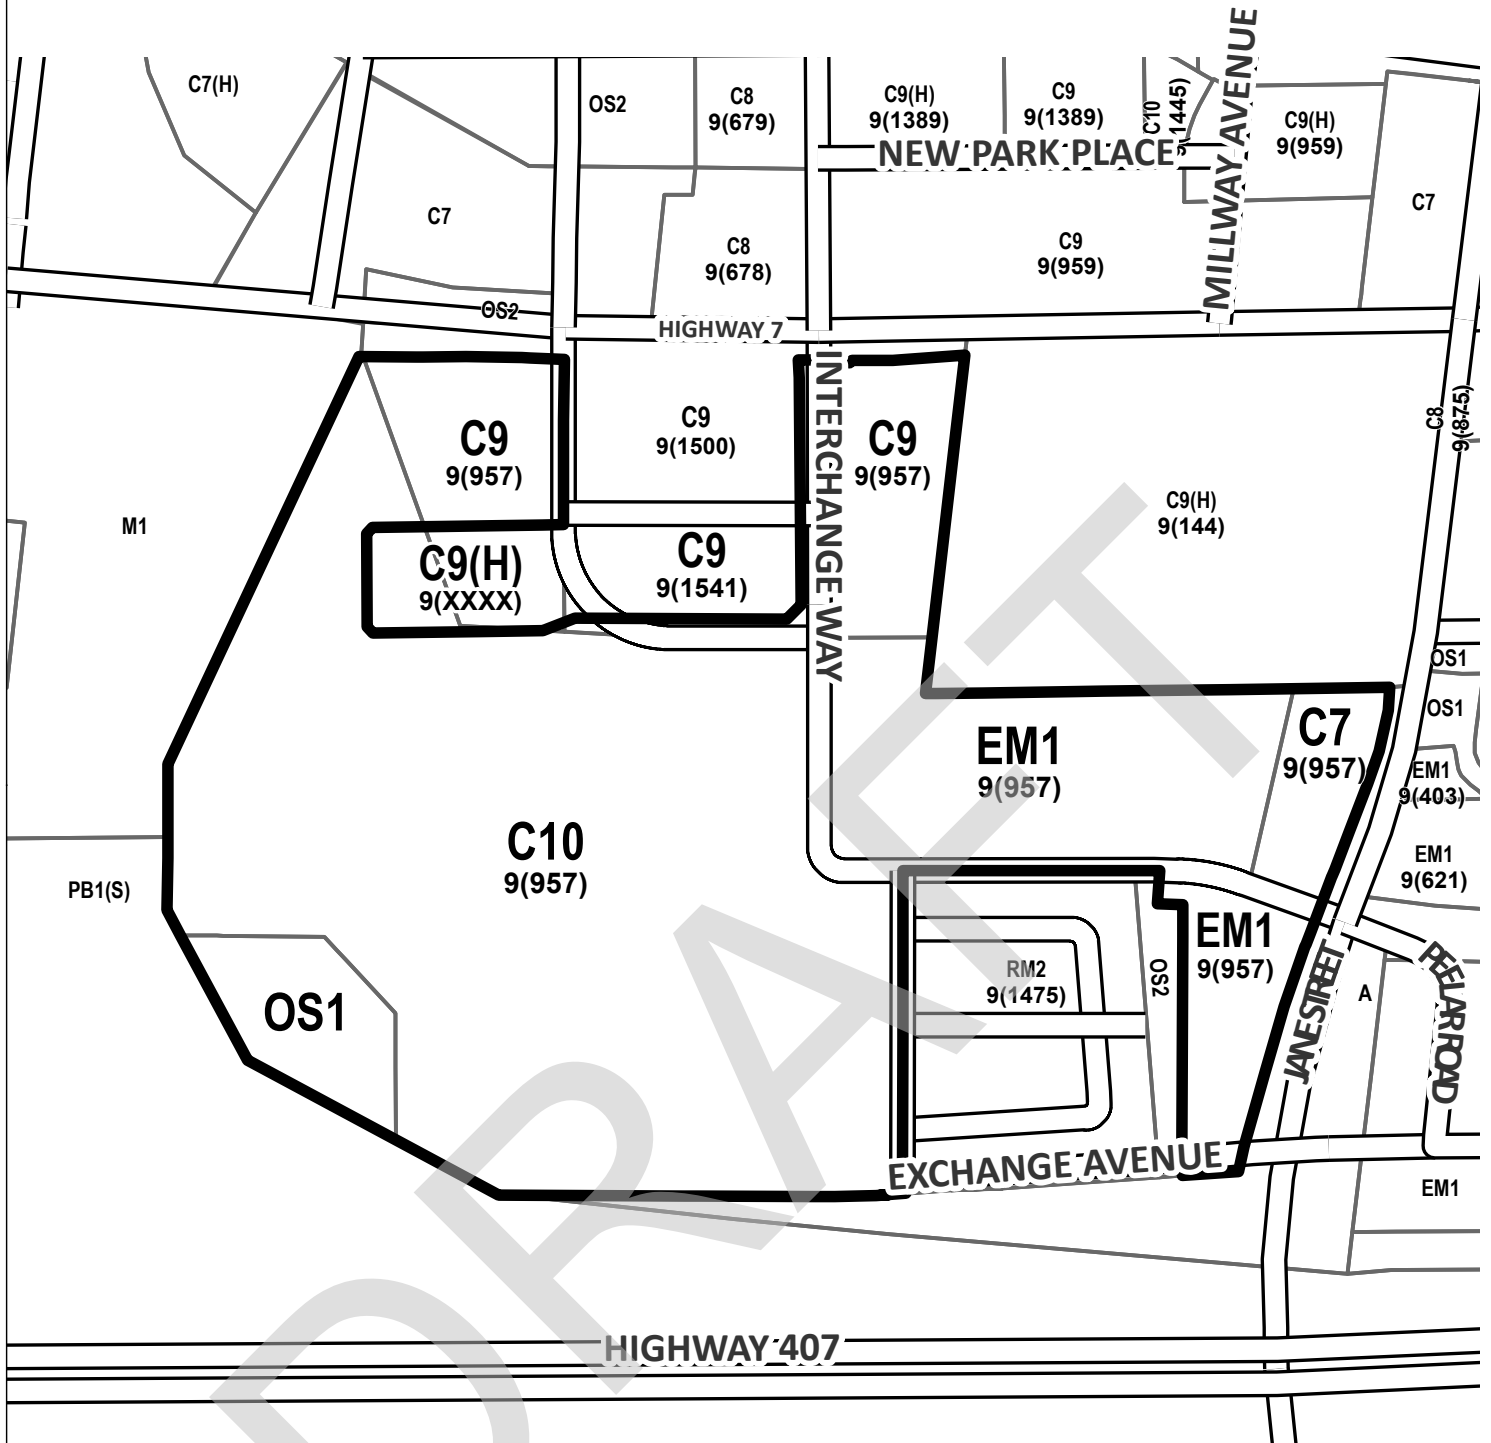 MILLWAY AVENUE
C7(H)
OS2
C8
9(679)
C9(H)
9(1389)
C9
9(1389)
C10
9(1445)
C9(H)
9(959)
NEW PARK PLACE
C7
C7
C8
9(678)
C9
9(959)
OS2
HIGHWAY 7
INTERCHANGE WAY
C9
9(957)
C9
9(1500)
C9
9(957)
C8
9(875)
M1
C9(H)
9(144)
C9(H)
9(XXXX)
C9
9(1541)
OS1
OS1
EM1
9(957)
C7
9(957)
EM1
9(403)
C10
9(957)
EM1
9(621)
PB1(S)
EM1
9(957)
RM2
9(1475)
OS2
JANE STREET
A
PEELAR ROAD
OS1
EXCHANGE AVENUE
EM1
HIGHWAY 407
DRAFT